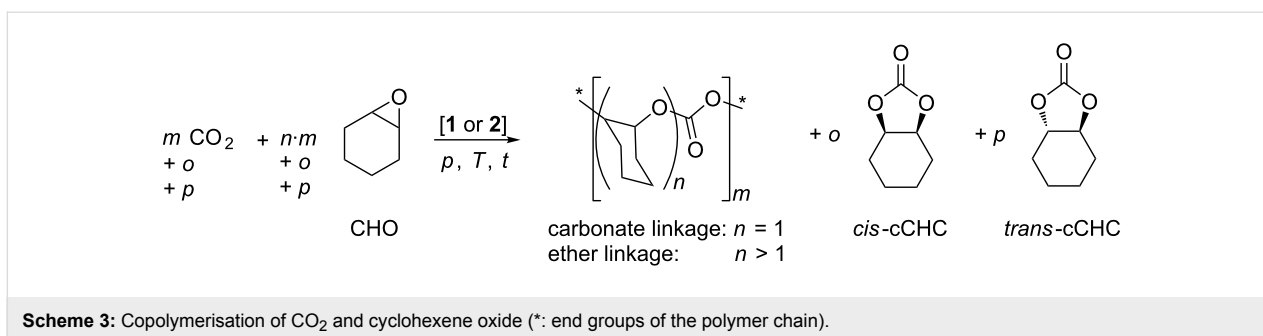 m CO2 + n·m [1 or 2] + o + p
+ o + o p, T, t
+ p + p
CHO
* O O * O n m
carbonate linkage: n = 1
ether linkage: n > 1
O O O
cis-cCHC
O O O
trans-cCHC
Scheme 3: Copolymerisation of CO2 and cyclohexene oxide (*: end groups of the polymer chain).